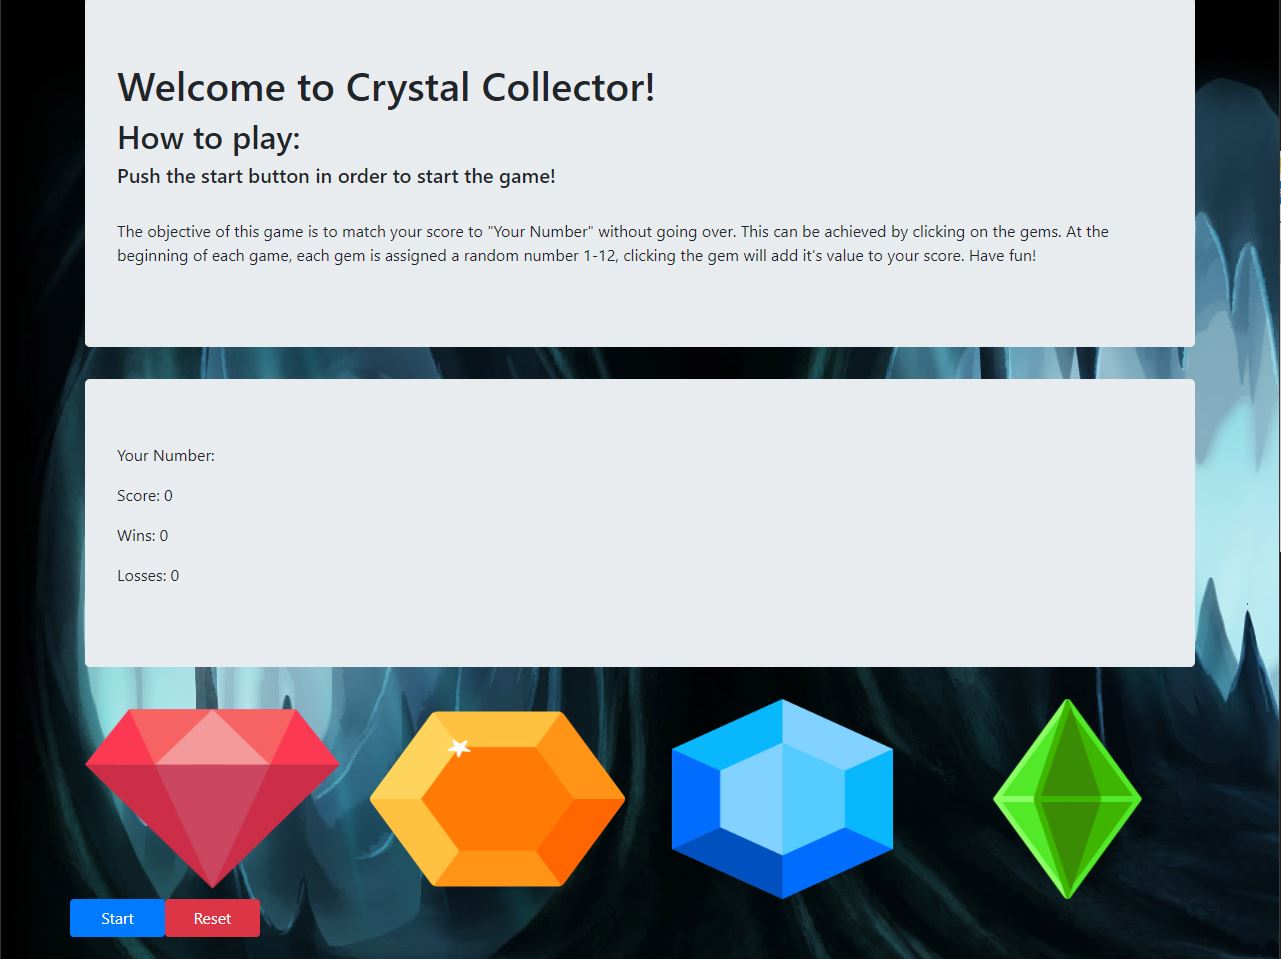 Welcome to Crystal Collector!
How to play:
Push the start button in order to start the game!
The objective of this game is to match your score to "Your Number" without going over. This can be achieved by clicking on the gems. At the
beginning of each game, each gem is assigned a random number 1-12, clicking the gem will add it's value to your score. Have fun!
Your Number:
Score: 0
Wins: 0
Losses: 0
Start Reset